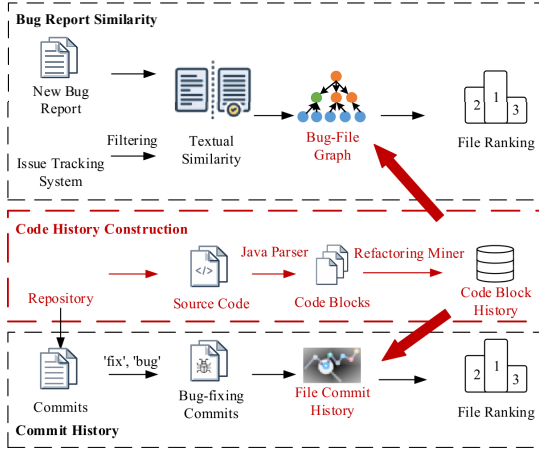 Bug Report Similarity
New Bug
Report
Issue Tracking
System
Filtering
Textual
Similarity
Bug-File
Graph
2
1
3
File Ranking
Code History Construction
Repository
</>
Source Code
Java Parser
Code Blocks
Refactoring Miner
Code Block
History
Commits
'fix', 'bug'
Bug-fixing
Commits
File Commit
History
2
1
3
File Ranking
Commit History